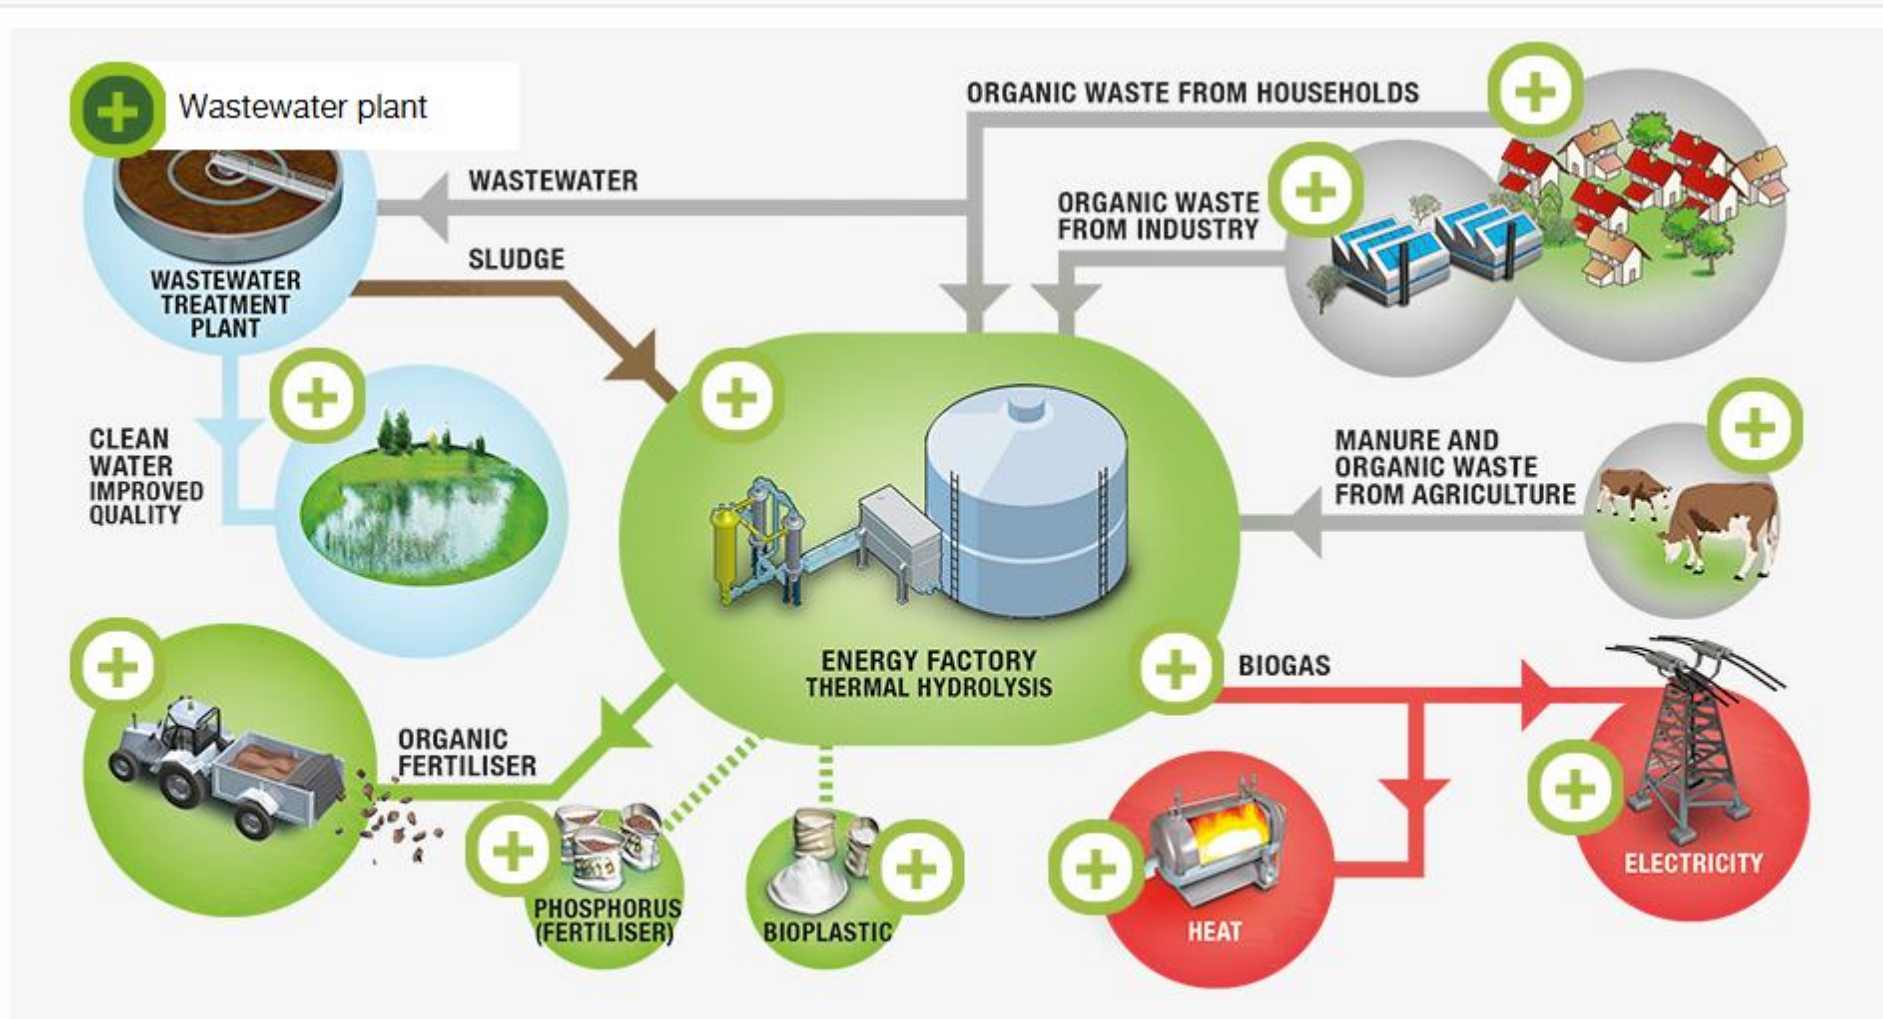 Wastewater plant
ORGANIC WASTE FROM HOUSEHOLDS
WASTEWATER
ORGANIC WASTE
FROM INDUSTRY
SLUDGE
WASTEWATER
TREATMENT
PLANT
CLEAN
WATER
IMPROVED
QUALITY
MANURE AND
ORGANIC WASTE
FROM AGRICULTURE
ENERGY FACTORY
THERMAL HYDROLYSIS
BIOGAS
ORGANIC
FERTILISER
PHOSPHORUS
(FERTILISER)
BIOPLASTIC
HEAT
ELECTRICITY